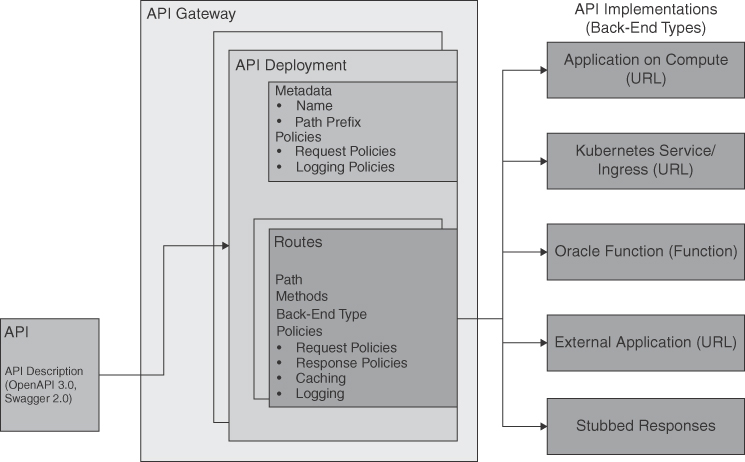 API Gateway
API Deployment
Metadata
• Name
• Path Prefix
Policies
• Request Policies
• Logging Policies
Routes
Path
Methods
Back-End Type
Policies
• Request Policies
• Response Policies
• Caching
• Logging
API
API Description
(OpenAPI 3.0,
Swagger 2.0)
API Implementations
(Back-End Types)
Application on Compute
(URL)
Kubernetes Service/
Ingress (URL)
Oracle Function (Function)
External Application (URL)
Stubbed Responses